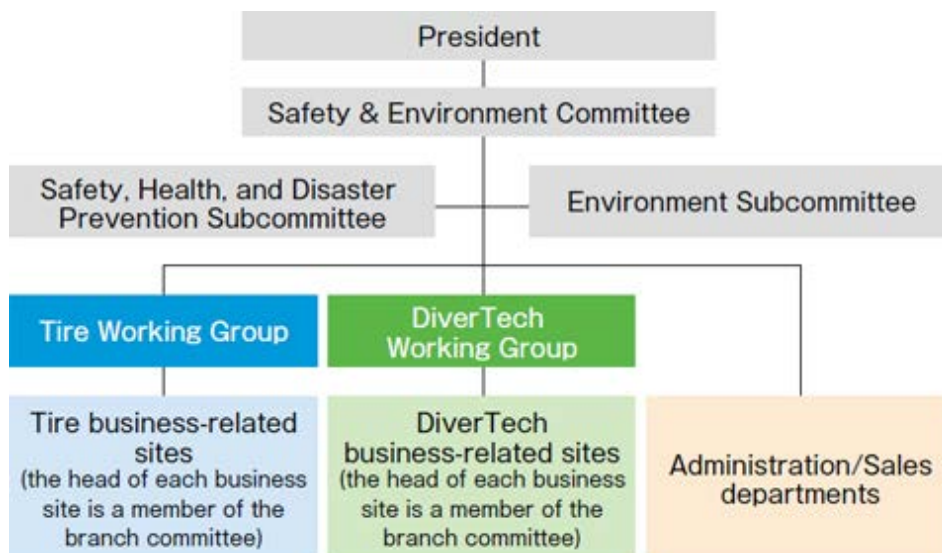 President
Safety & Environment Committee
Safety, Health, and Disaster
Prevention Subcommittee
Environment Subcommittee
Tire Working Group
DiverTech
Working Group
Tire business-related
sites
(the head of each business
site is a member of the
branch committee)
DiverTech
business-related sites
(the head of each business
site is a member of the
branch committee)
Administration/Sales
departments